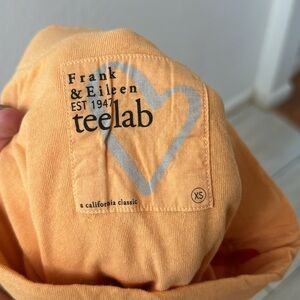 Frank
& Eileen
EST 1947
teelab
a california classic
XS